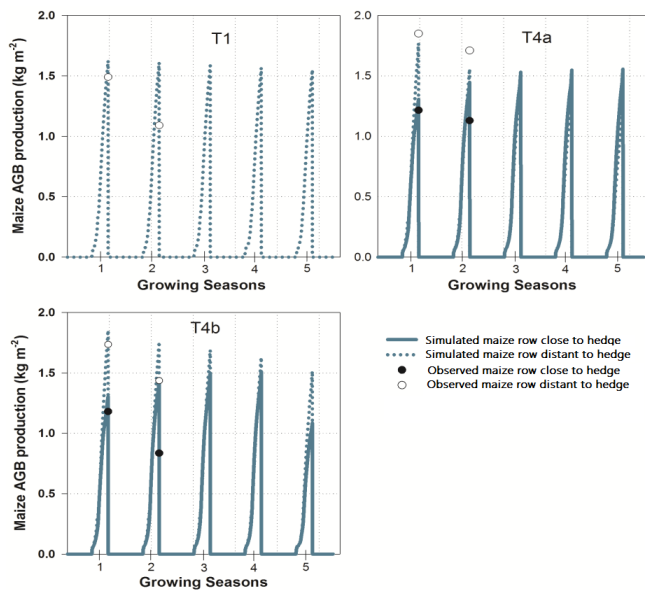 T1
Maize AGB production (kg m-2)
2.0
1.5
1.0
0.5
0.0
1 2 3 4 5
Growing Seasons
T4a
2.0
1.5
1.0
0.5
0.0
1 2 3 4 5
Growing Seasons
T4b
Maize AGB production (kg m-2)
2.0
1.5
1.0
0.5
0.0
1 2 3 4 5
Growing Seasons
Simulated maize row close to hedge
Simulated maize row distant to hedge
Observed maize row close to hedge
Observed maize row distant to hedge